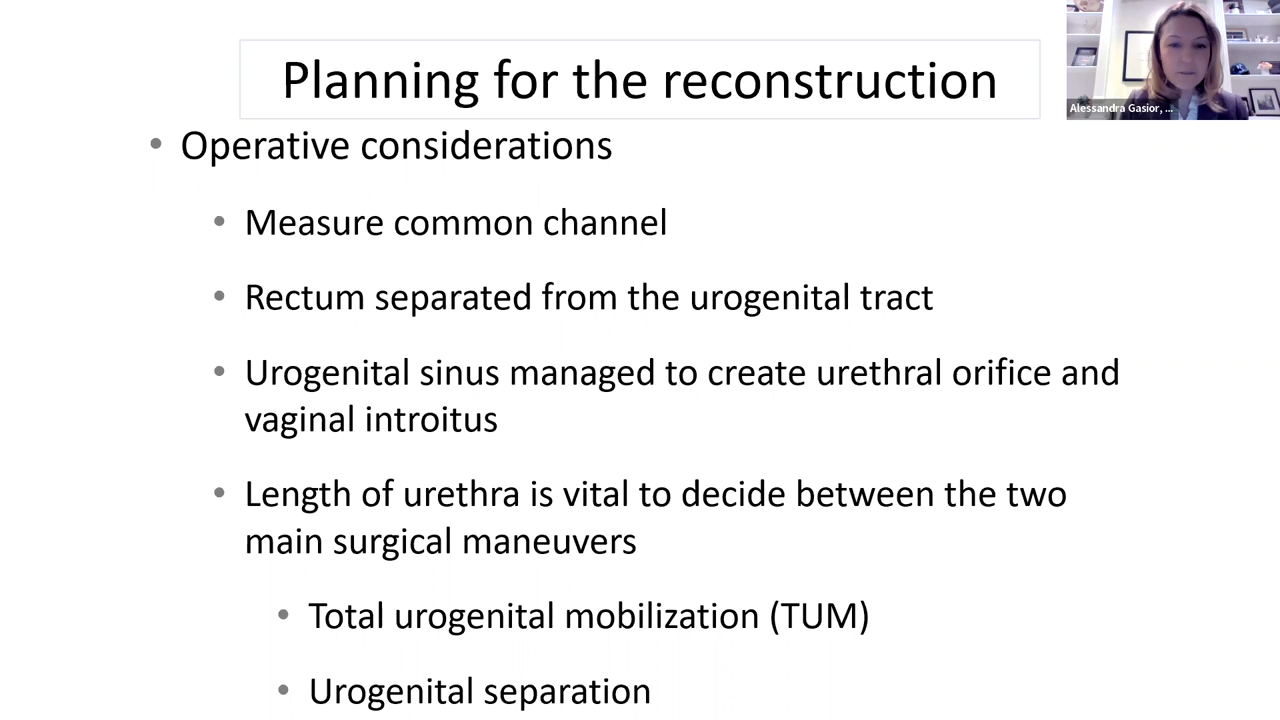 Planning for the reconstruction
Alessandra Gasior, ...
• Operative considerations
• Measure common channel
• Rectum separated from the urogenital tract
• Urogenital sinus managed to create urethral orifice and
vaginal introitus
• Length of urethra is vital to decide between the two
main surgical maneuvers
• Total urogenital mobilization (TUM)
• Urogenital separation